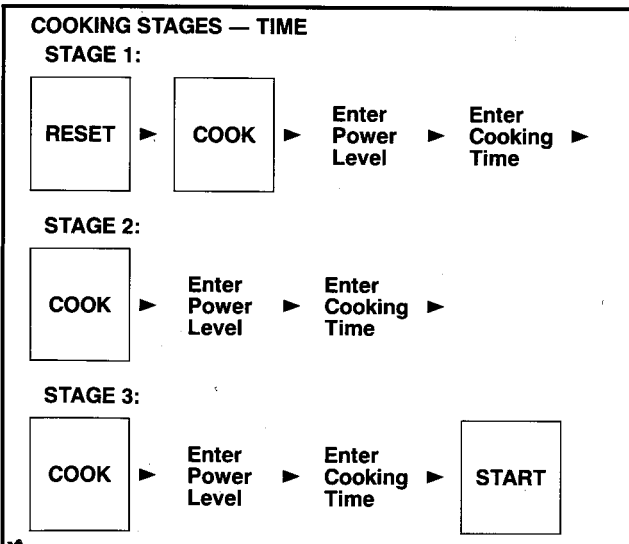 COOKING STAGES — TIME
STAGE 1:
RESET ► COOK ► Enter Power Level ► Enter Cooking Time ►
STAGE 2:
COOK ► Enter Power Level ► Enter Cooking Time ►
STAGE 3:
COOK ► Enter Power Level ► Enter Cooking Time ► START